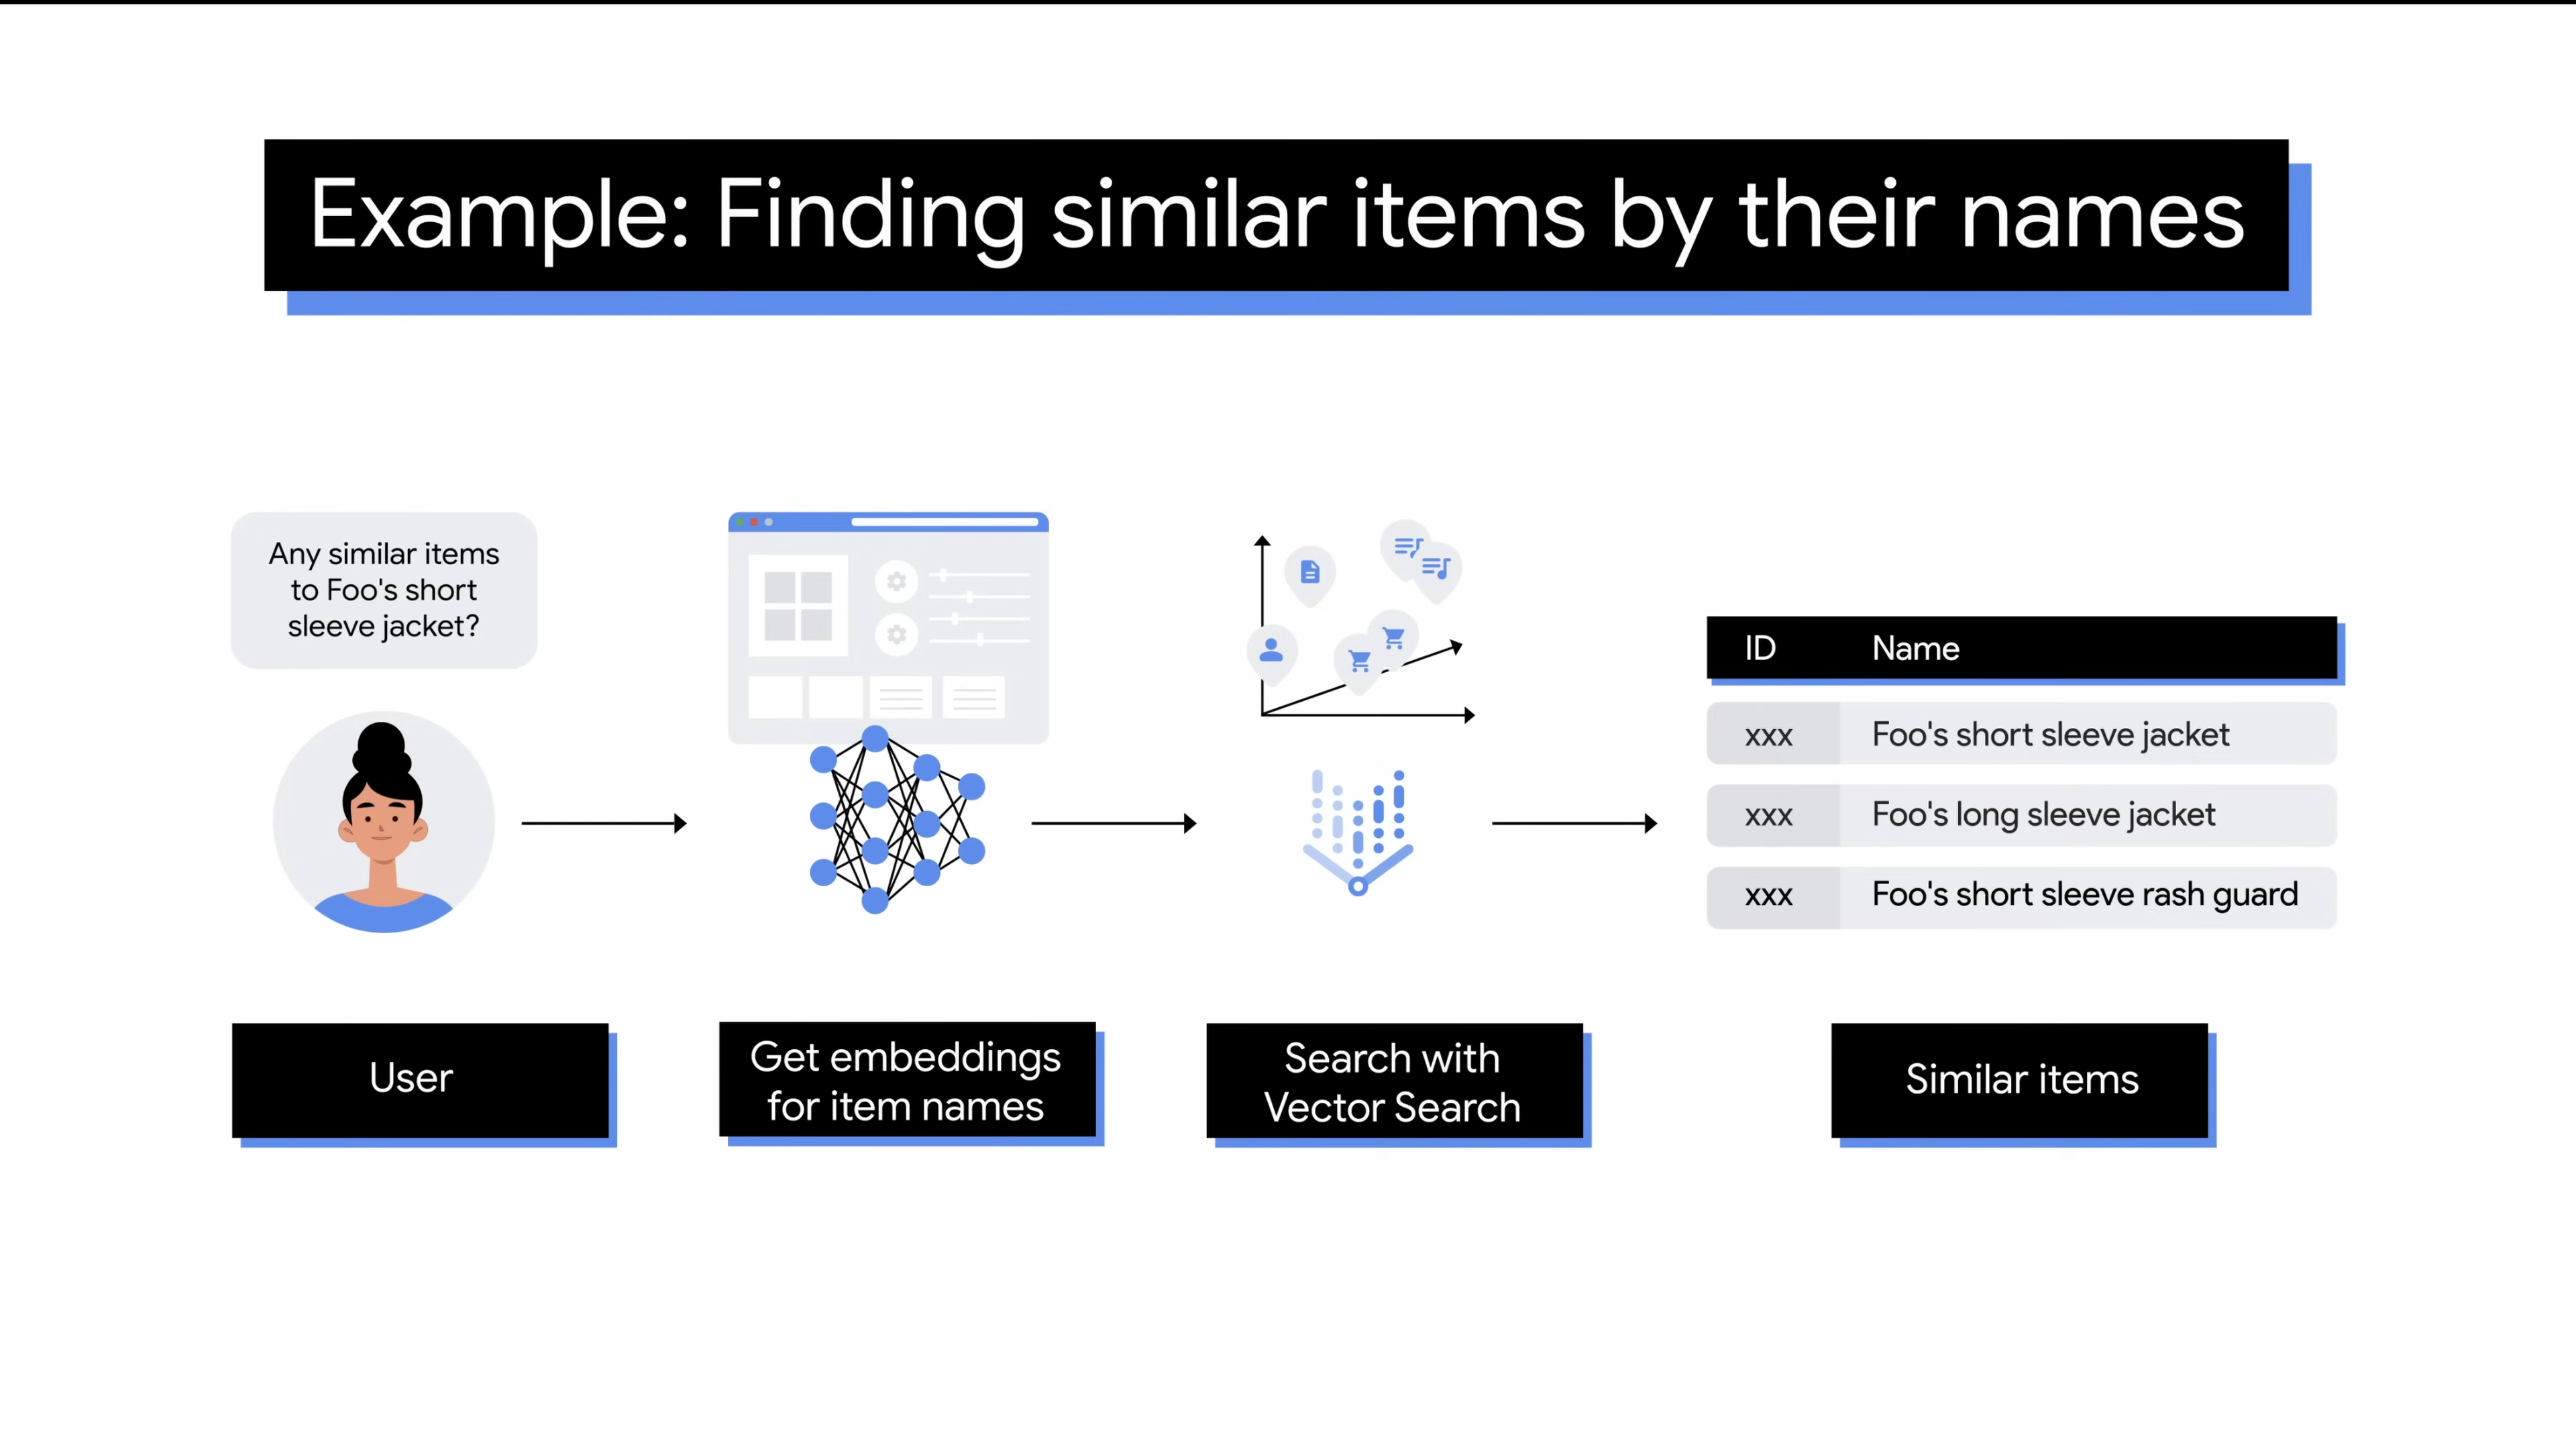 Example: Finding similar items by their names
Any similar items
to Foo's short
sleeve jacket?
ID Name
xxx Foo's short sleeve jacket
xxx Foo's long sleeve jacket
xxx Foo's short sleeve rash guard
User
Get embeddings
for item names
Search with
Vector Search
Similar items